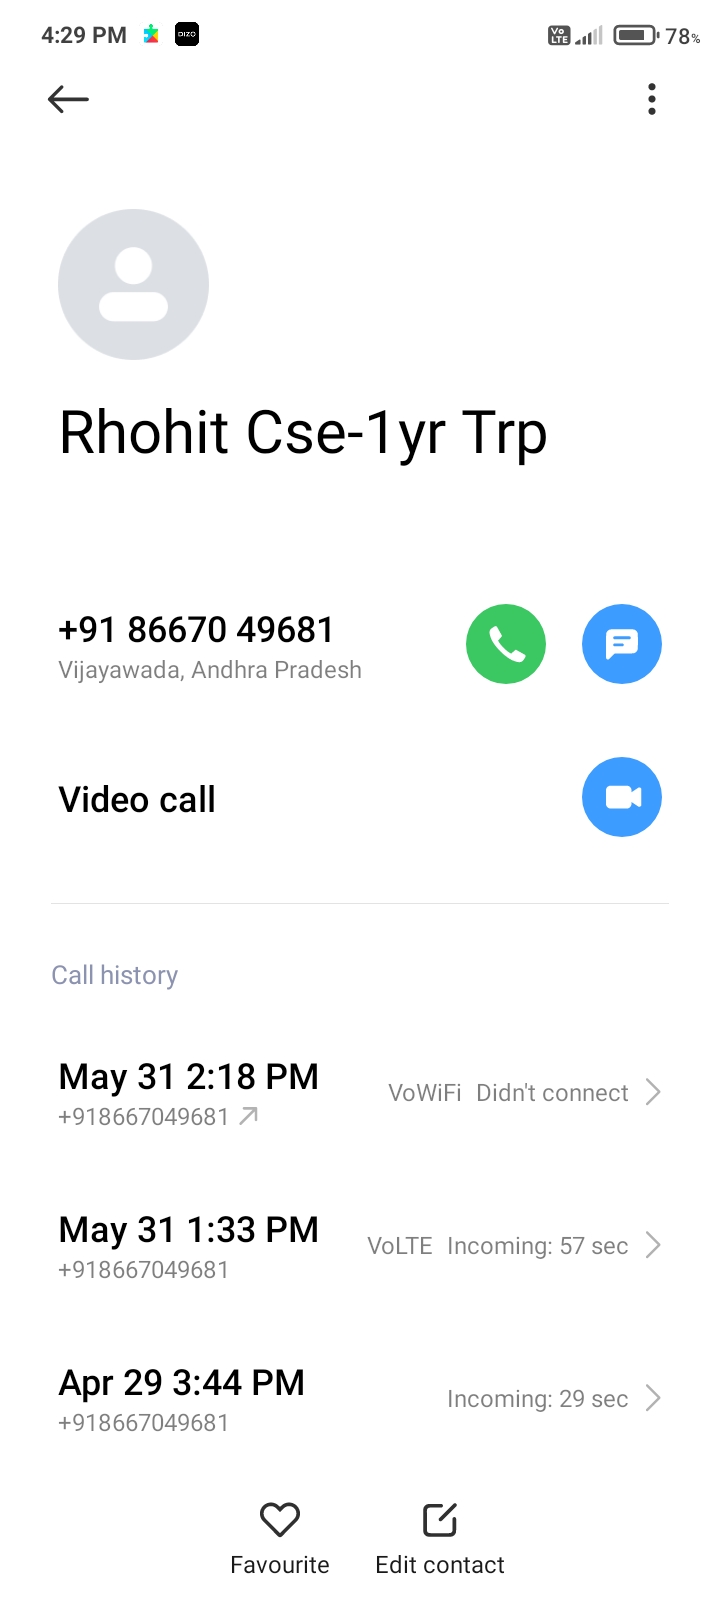 4:29 PM DIZO Vo LTE 78%
Rhohit Cse-1yr Trp
+91 86670 49681
Vijayawada, Andhra Pradesh
Video call
Call history
May 31 2:18 PM
+918667049681
VoWiFi Didn't connect
May 31 1:33 PM
+918667049681
VoLTE Incoming: 57 sec
Apr 29 3:44 PM
+918667049681
Incoming: 29 sec
Favourite Edit contact